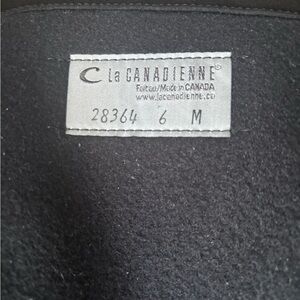 La CANADIENNE®
Fait au/Made in CANADA
www.lacanadienne.ca
28364 6 M